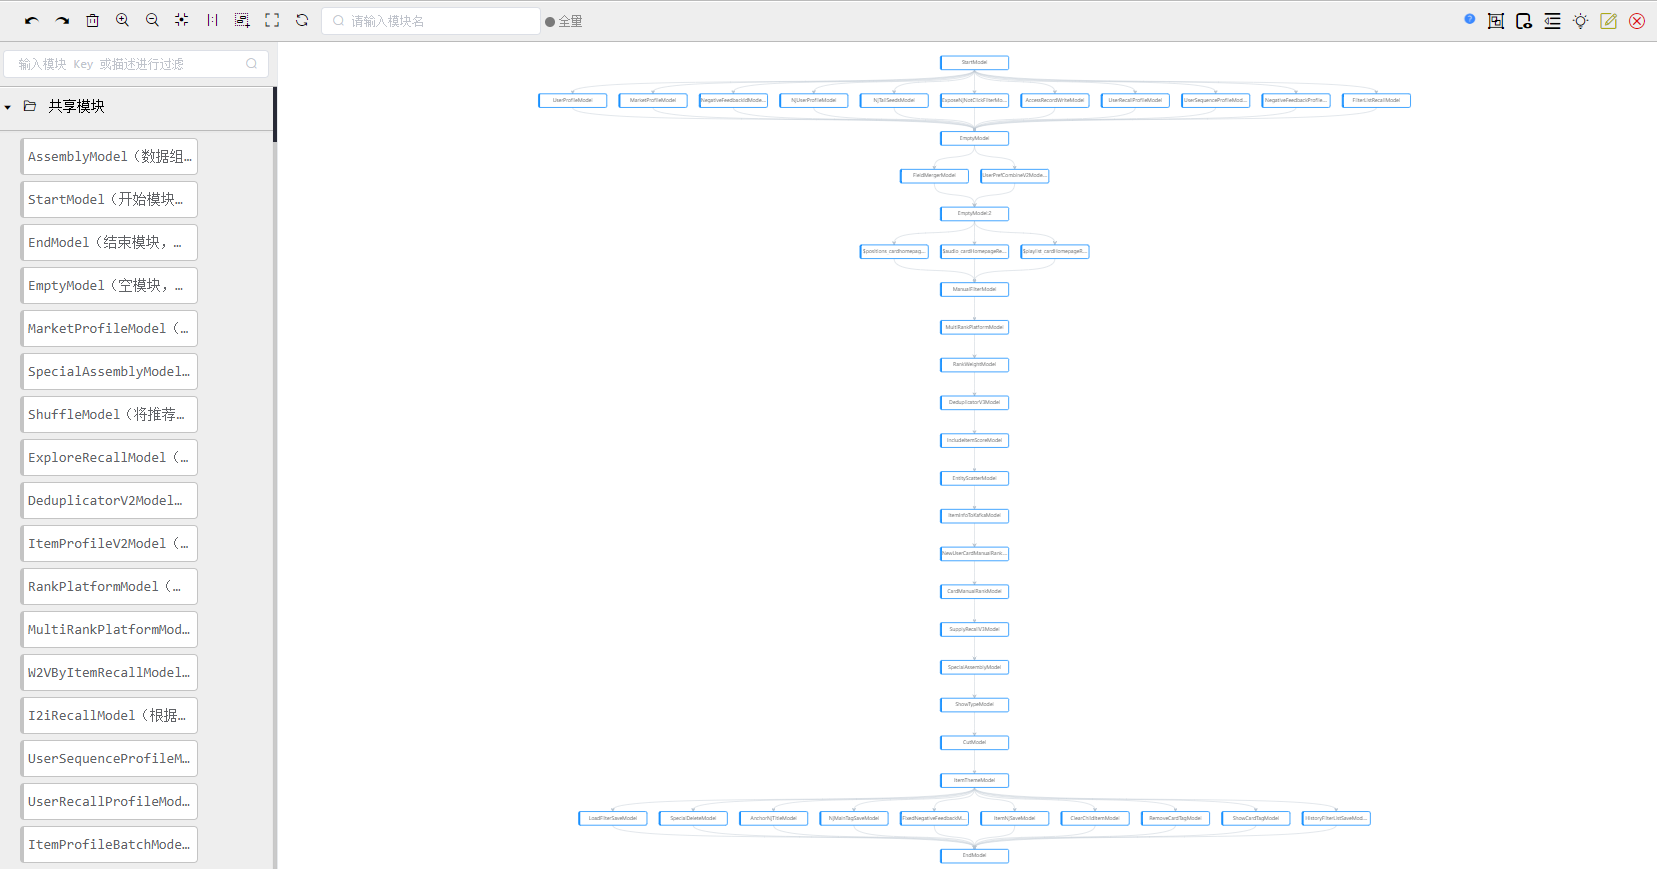 请输入模块名
全量
输入模块 Key 或描述进行过滤
共享模块
AssemblyModel（数据组...
StartModel（开始模块...
EndModel（结束模块，...
EmptyModel（空模块，...
MarketProfileModel（...
SpecialAssemblyModel...
ShuffleModel（将推荐...
ExploreRecallModel（...
DeduplicatorV2Model...
ItemProfileV2Model（...
RankPlatformModel（...
MultiRankPlatformMod...
W2VByItemRecallModel...
I2iRecallModel（根据...
UserSequenceProfileM...
UserRecallProfileMod...
ItemProfileBatchMode...
StartModel
UserProfileModel
MarketProfileModel
NegativeFeedbackIdMode...
NjUserProfileModel
NjTailSeedsModel
ExposeNjNotClickFilterMo...
AccessRecordWriteModel
UserRecallProfileModel
UserSequenceProfileMod...
NegativeFeedbackProfile...
FilterListRecallModel
EmptyModel
FieldMergerModel
UserPrefCombineV2Mode...
EmptyModel:2
$positions cardhomepag...
$audio cardHomepageRe...
$playlist cardHomepageR...
ManualFilterModel
MultiRankPlatformModel
RankWeightModel
DeduplicatorV3Model
IncludeItemScoreModel
EntityScatterModel
ItemInfoToKafkaModel
NewUserCardManualRank...
CardManualRankModel
SupplyRecallV3Model
SpecialAssemblyModel
ShowTypeModel
CutModel
ItemThemeModel
LoadFilterSaveModel
SpecialDeleteModel
AnchorNjTitleModel
NjMainTagSaveModel
FixedNegativeFeedbackM...
ItemNjSaveModel
ClearChildItemModel
RemoveCardTagModel
ShowCardTagModel
HistoryFilterListSaveMod...
EndModel